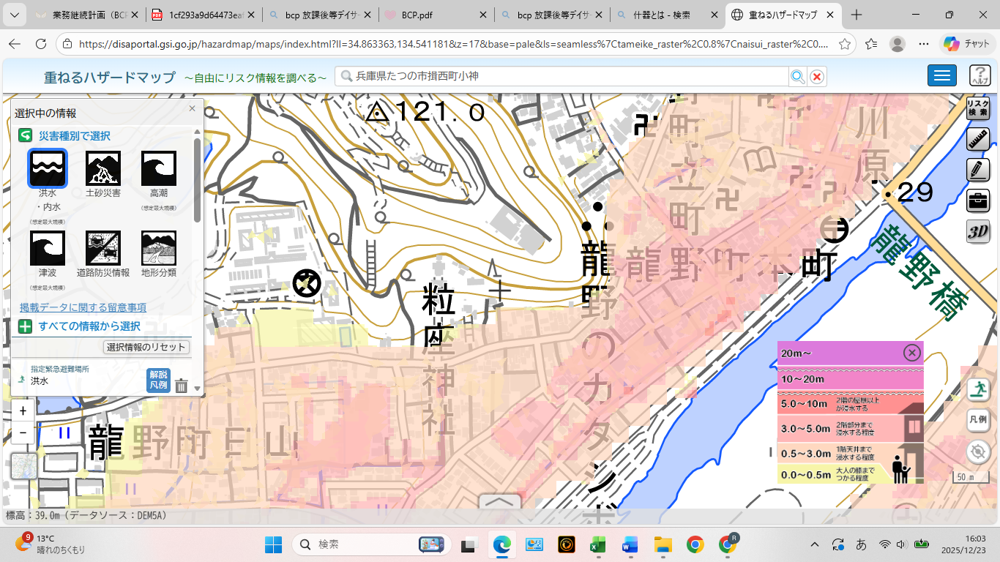 業務継続計画（BCP
1cf293a9d64473eaf
bcp 放課後等デイサー
BCP.pdf
bcp 放課後等デイサー
什器とは - 検索
重ねるハザードマップ
https://disaportal.gsi.go.jp/hazardmap/maps/index.html?ll=34.863363,134.541181&z=17&base=pale&ls=seamless%7Ctameike_raster%2C0.8%7Cnaisui_raster%2C0....
チャット
重ねるハザードマップ ～自由にリスク情報を調べる～
兵庫県たつの市揖西町小神
ヘルプ
選択中の情報
災害種別で選択
洪水
・内水
(想定最大規模)
土砂災害
高潮
(想定最大規模)
津波
(想定最大規模)
道路防災情報
地形分類
掲載データに関する留意事項
すべての情報から選択
選択情報のリセット
指定緊急避難場所
洪水
解説
凡例
＋
－
121.0
町立町
川原
29
龍野町本町
龍野橋
粒座神社
龍野のカタシボ
龍野町日山
リスク
検索
3D
凡例
50 m
20m～
10～20m
5.0～10m 2階の屋根以上
が浸水する
3.0～5.0m 2階部分まで
浸水する程度
0.5～3.0m 1階天井まで
浸水する程度
0.0～0.5m 大人の膝まで
つかる程度
標高：39.0m（データソース：DEM5A）
9
13°C
晴れのちくもり
検索
R
あ
16:03
2025/12/23